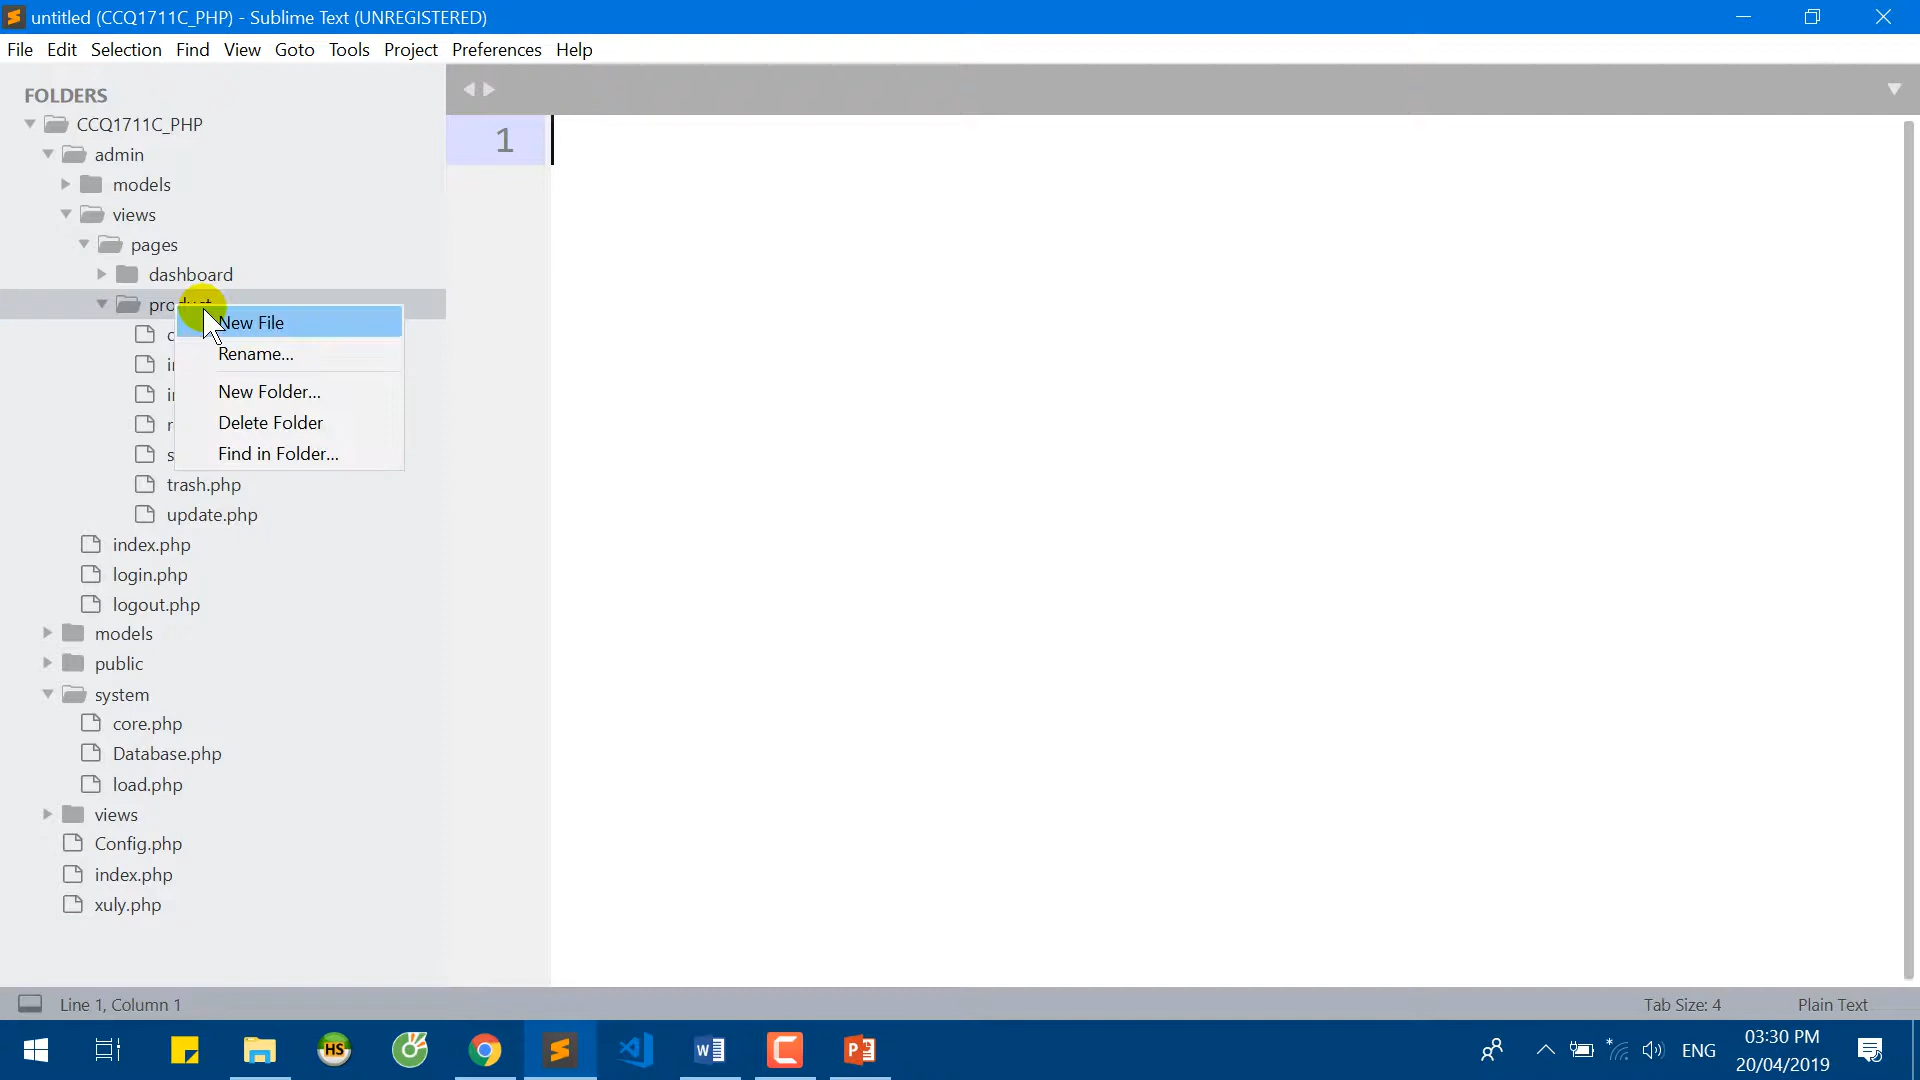 untitled (CCQ1711C_PHP) - Sublime Text (UNREGISTERED)
File Edit Selection Find View Goto Tools Project Preferences Help
FOLDERS
CCQ1711C_PHP
admin
models
views
pages
dashboard
product
New File
Rename...
New Folder...
Delete Folder
Find in Folder...
trash.php
update.php
index.php
login.php
logout.php
models
public
system
core.php
Database.php
load.php
views
Config.php
index.php
xuly.php
1
Line 1, Column 1
Tab Size: 4
Plain Text
HS
ENG
03:30 PM
20/04/2019